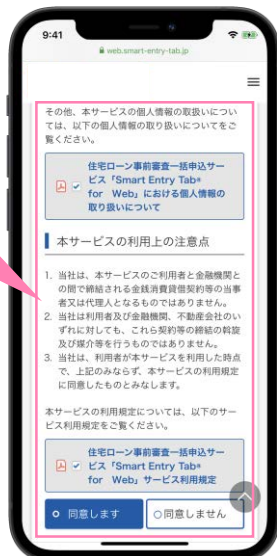 9:41
web.smart-entry-tab.jp
その他、本サービスの個人情報の取扱いについ
ては、以下の個人情報の取り扱いについてをご
覧ください。
住宅ローン事前審査一括申込サー
ビス「Smart Entry Tab®
for Web」における個人情報の
取り扱いについて
本サービスの利用上の注意点
1. 当社は、本サービスのご利用者と金融機関と
の間で締結される金銭消費貸借契約等の当事
者又は代理人となるものではありません。
2. 当社は利用者及び金融機関、不動産会社のい
ずれに対しても、これら契約等の締結の斡旋
及び媒介等を行うものではありません。
3. 当社は、利用者が本サービスを利用した時点
で、上記のみならず、本サービスの利用規定
に同意したものとみなします。
本サービスの利用規定については、以下のサー
ビス利用規定をご覧ください。
住宅ローン事前審査一括申込サー
ビス「Smart Entry Tab®
for Web」サービス利用規定
同意します 同意しません